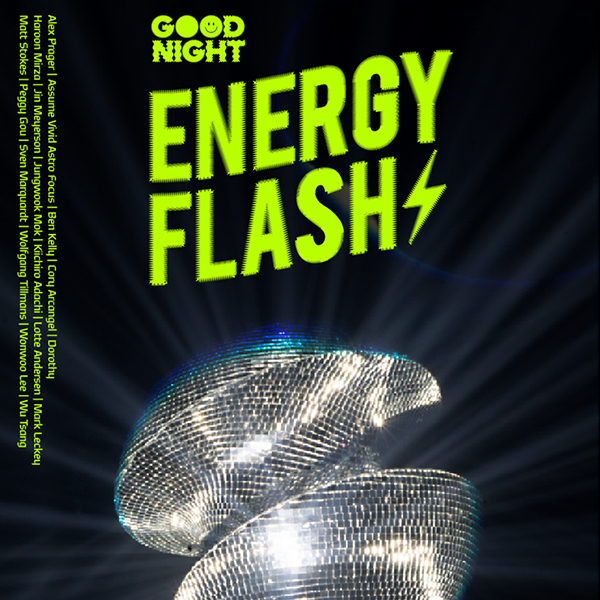 GOOD
NIGHT
ENERGY
FLASH
Alex Prager | Assume Vivid Astro Focus | Ben Kelly | Cory Arcangel | Dorothy
Haroon Mirza | Jin Meyerson | Jungwook Mok | Kiichiro Adachi | Lotte Andersen | Mark Leckey
Matt Stokes | Peggy Gou | Sven Marquardt | Wolfgang Tillmans | Wonwoo Lee | Wu Tsang